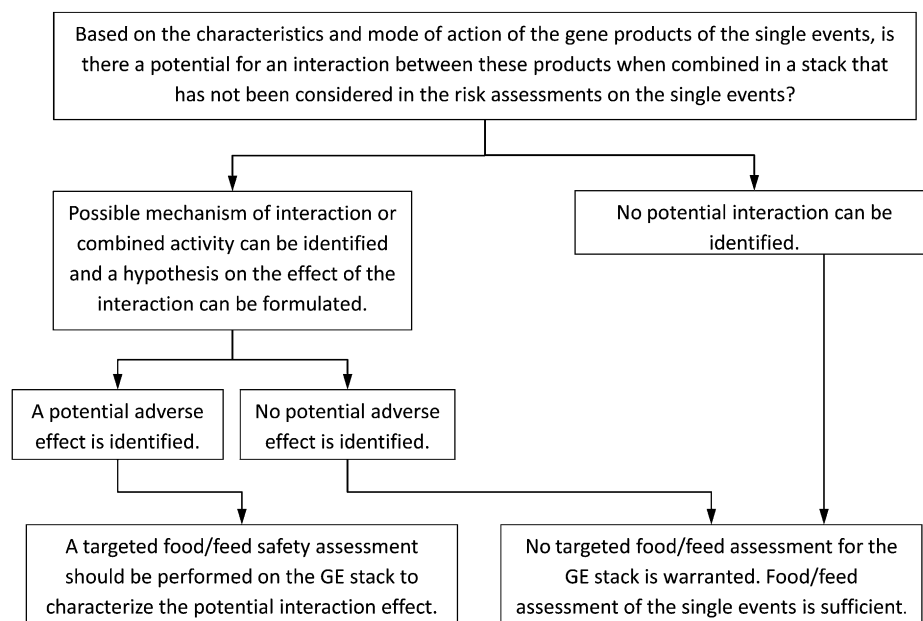 Based on the characteristics and mode of action of the gene products of the single events, is
there a potential for an interaction between these products when combined in a stack that
has not been considered in the risk assessments on the single events?
Possible mechanism of interaction or
combined activity can be identified
and a hypothesis on the effect of the
interaction can be formulated.
No potential interaction can be
identified.
A potential adverse
effect is identified.
No potential adverse
effect is identified.
A targeted food/feed safety assessment
should be performed on the GE stack to
characterize the potential interaction effect.
No targeted food/feed assessment for the
GE stack is warranted. Food/feed
assessment of the single events is sufficient.